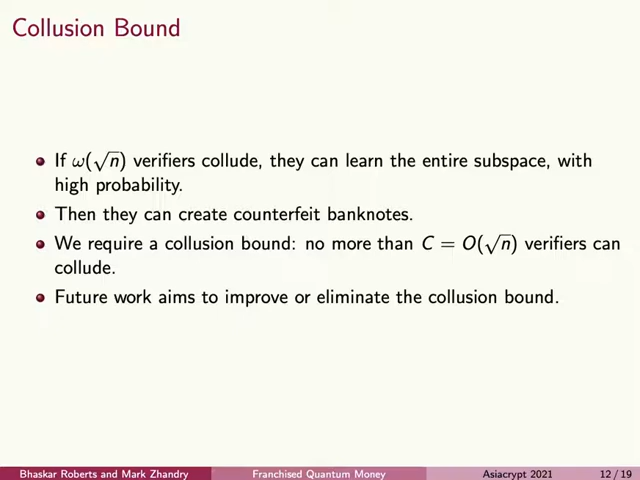 Collusion Bound
If ω(√n) verifiers collude, they can learn the entire subspace, with
high probability.
Then they can create counterfeit banknotes.
We require a collusion bound: no more than C = O(√n) verifiers can
collude.
Future work aims to improve or eliminate the collusion bound.
Bhaskar Roberts and Mark Zhandry Franchised Quantum Money Asiacrypt 2021 12 / 19